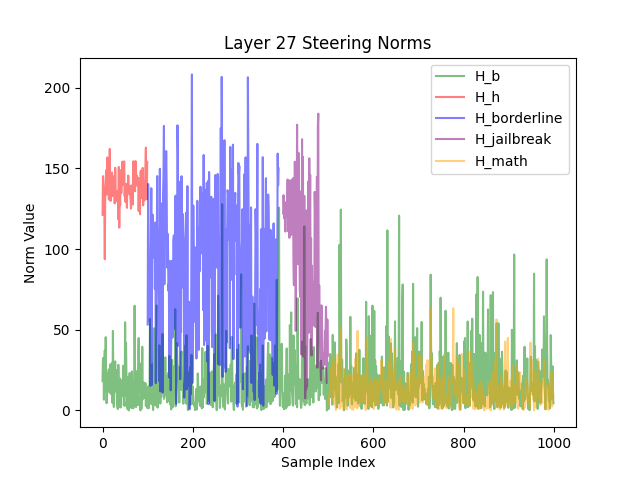 Layer 27 Steering Norms
H_b
H_h
H_borderline
H_jailbreak
H_math
Norm Value
200
150
100
50
0
0
200
400
600
800
1000
Sample Index